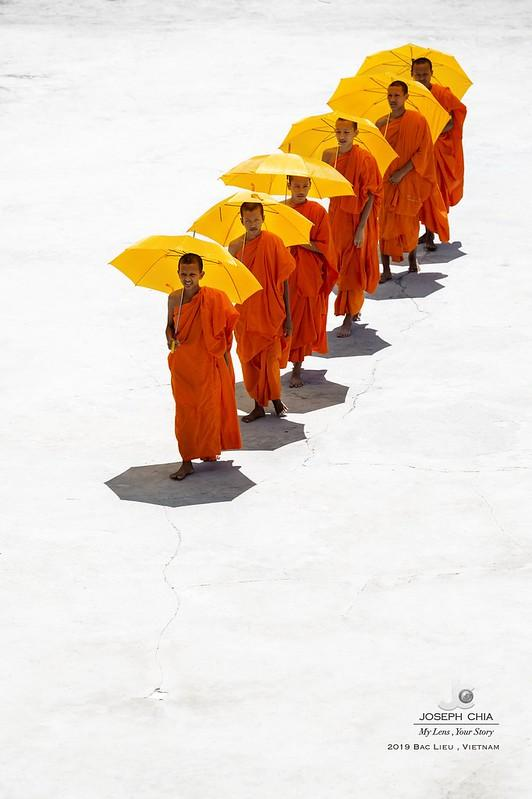 JOSEPH CHIA
My Lens , Your Story
2019 Bac Lieu , Vietnam